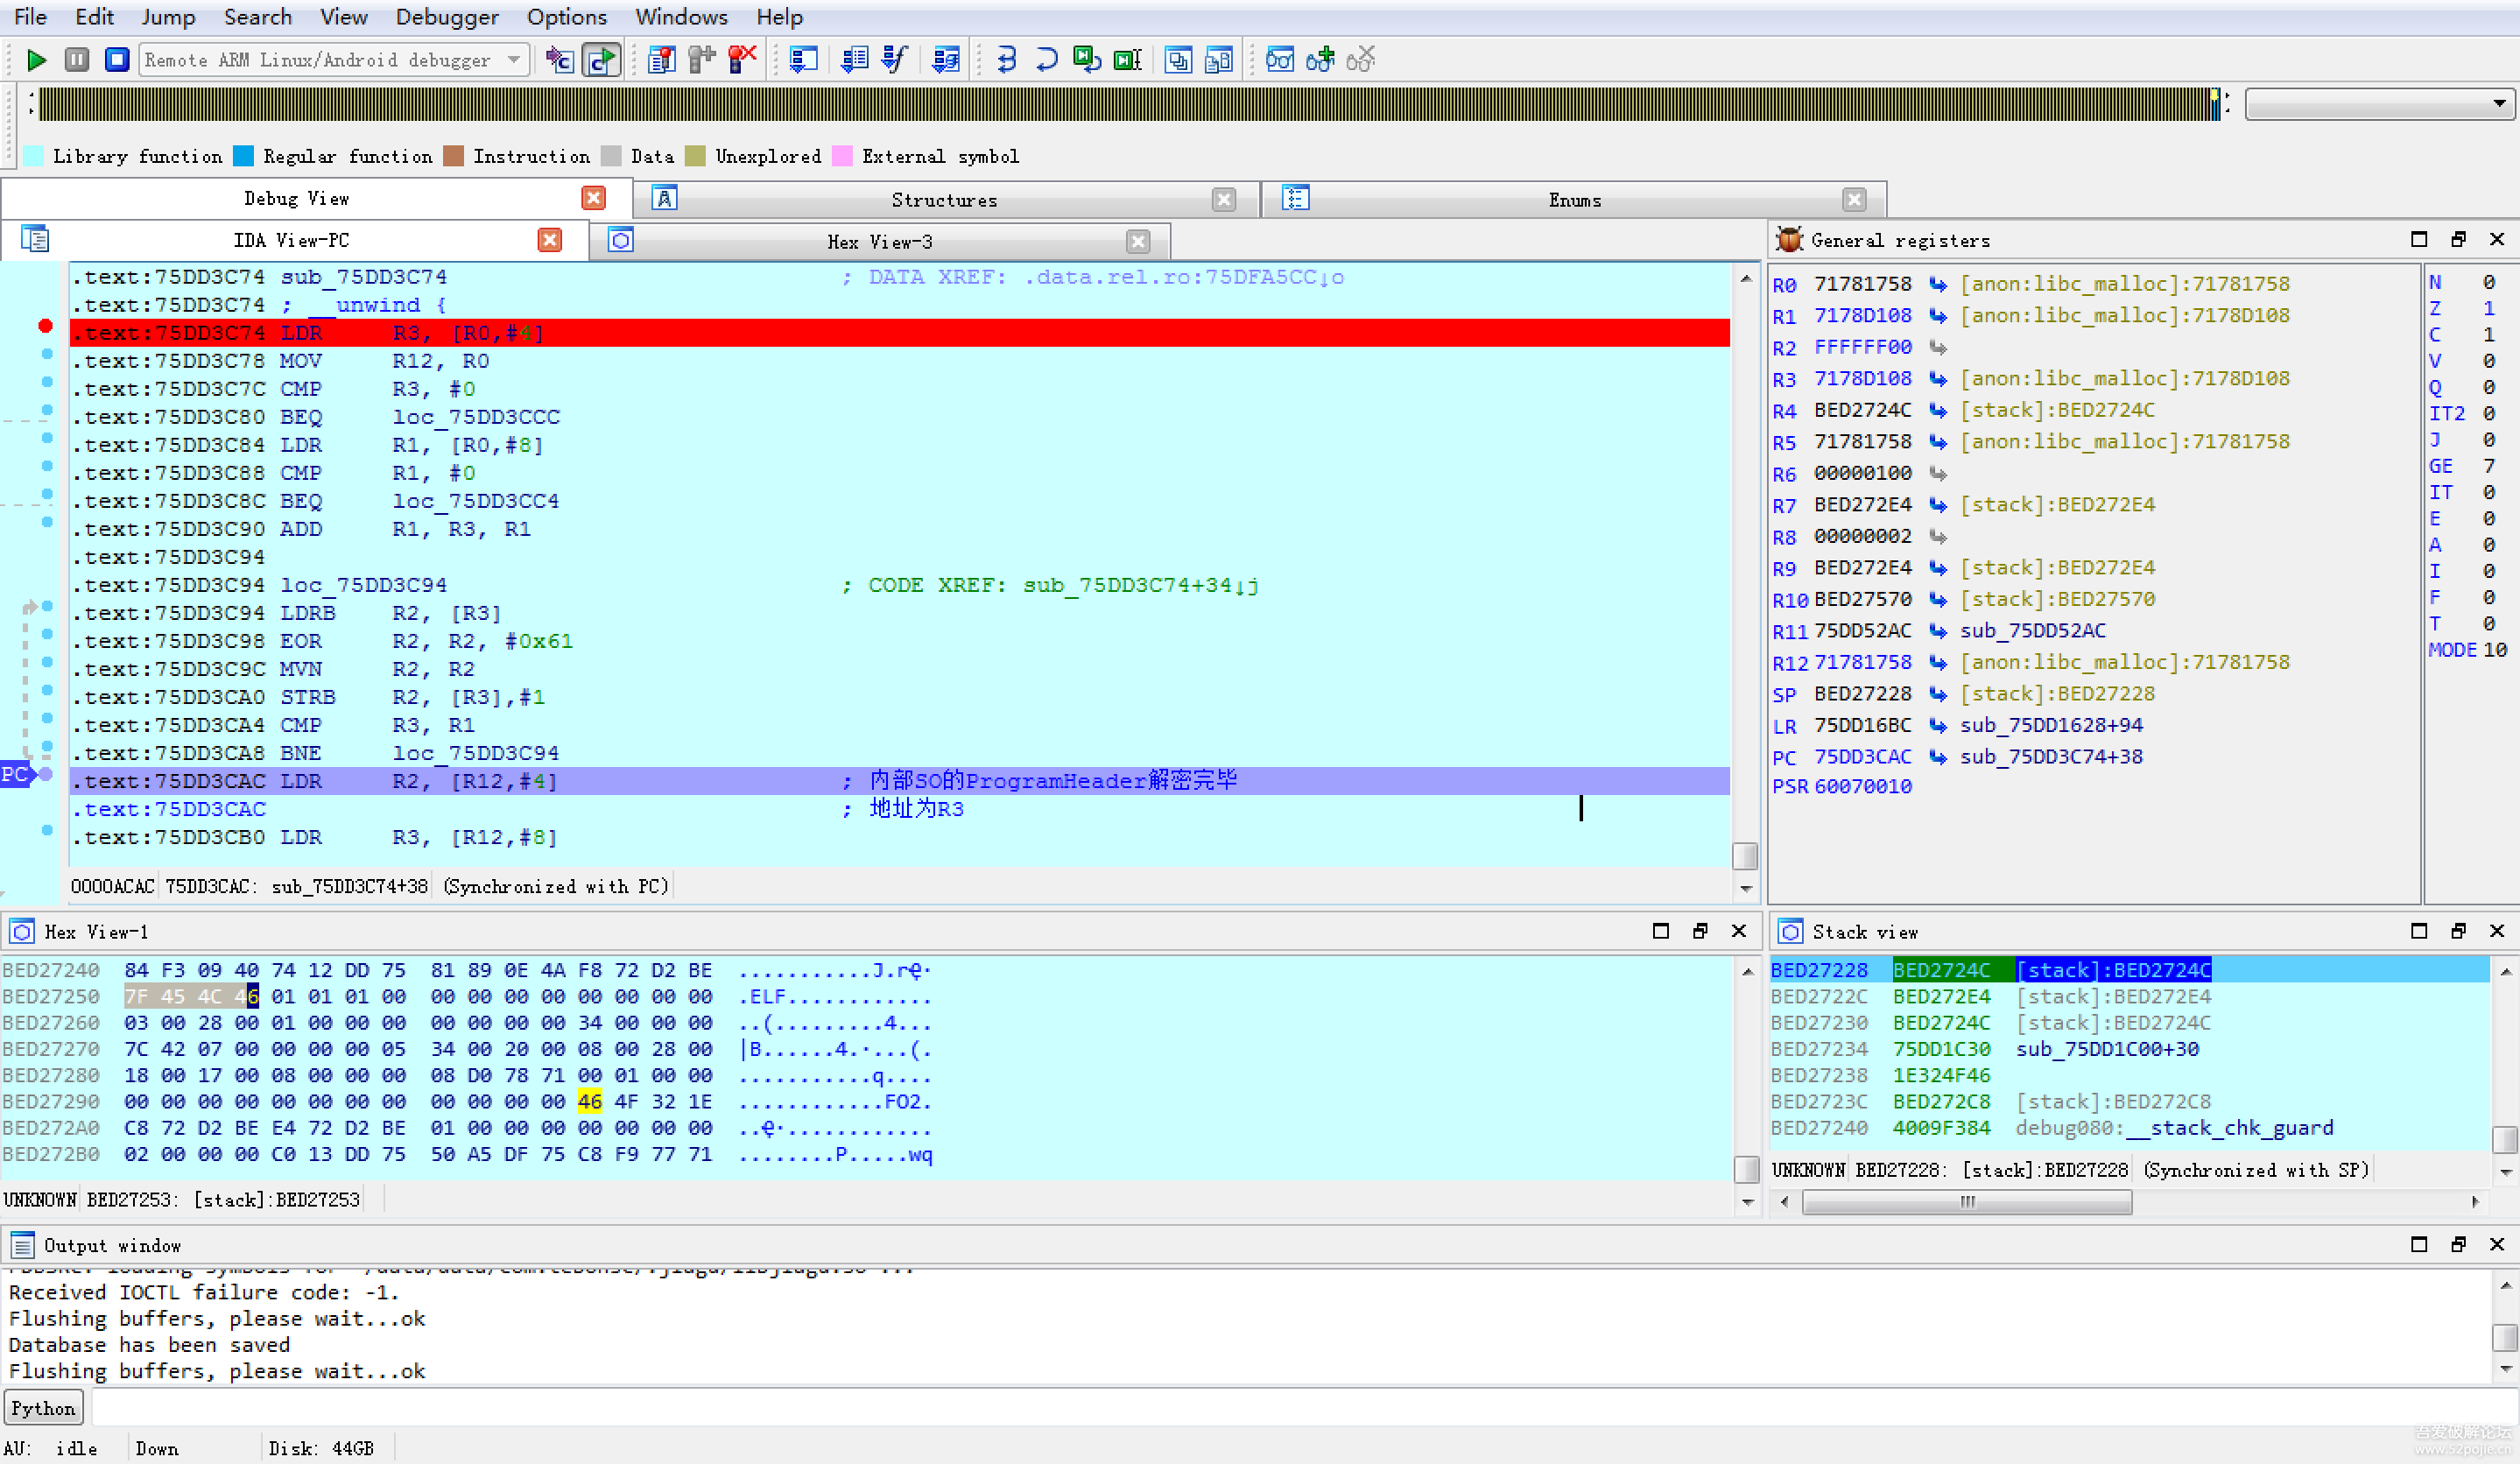 File Edit Jump Search View Debugger Options Windows Help
Remote ARM Linux/Android debugger
Library function Regular function Instruction Data Unexplored External symbol
Debug View Structures Enums
IDA View-PC Hex View-3 General registers
.text:75DD3C74 sub_75DD3C74 ; DATA XREF: .data.rel.ro:75DFA5CC↓o
.text:75DD3C74 ; __unwind {
.text:75DD3C74 LDR R3, [R0,#4]
.text:75DD3C78 MOV R12, R0
.text:75DD3C7C CMP R3, #0
.text:75DD3C80 BEQ loc_75DD3CCC
.text:75DD3C84 LDR R1, [R0,#8]
.text:75DD3C88 CMP R1, #0
.text:75DD3C8C BEQ loc_75DD3CC4
.text:75DD3C90 ADD R1, R3, R1
.text:75DD3C94
.text:75DD3C94 loc_75DD3C94 ; CODE XREF: sub_75DD3C74+34↓j
.text:75DD3C94 LDRB R2, [R3]
.text:75DD3C98 EOR R2, R2, #0x61
.text:75DD3C9C MVN R2, R2
.text:75DD3CA0 STRB R2, [R3],#1
.text:75DD3CA4 CMP R3, R1
.text:75DD3CA8 BNE loc_75DD3C94
PC .text:75DD3CAC LDR R2, [R12,#4] ; 内部SO的ProgramHeader解密完毕
.text:75DD3CAC ; 地址为R3
.text:75DD3CB0 LDR R3, [R12,#8]
0000ACAC 75DD3CAC: sub_75DD3C74+38 (Synchronized with PC)
R0 71781758 [anon:libc_malloc]:71781758
R1 7178D108 [anon:libc_malloc]:7178D108
R2 FFFFFF00
R3 7178D108 [anon:libc_malloc]:7178D108
R4 BED2724C [stack]:BED2724C
R5 71781758 [anon:libc_malloc]:71781758
R6 00000100
R7 BED272E4 [stack]:BED272E4
R8 00000002
R9 BED272E4 [stack]:BED272E4
R10 BED27570 [stack]:BED27570
R11 75DD52AC sub_75DD52AC
R12 71781758 [anon:libc_malloc]:71781758
SP BED27228 [stack]:BED27228
LR 75DD16BC sub_75DD1628+94
PC 75DD3CAC sub_75DD3C74+38
PSR 60070010
N 0
Z 1
C 1
V 0
Q 0
IT2 0
J 0
GE 7
IT 0
E 0
A 0
I 0
F 0
T 0
MODE 10
Hex View-1
BED27240 84 F3 09 40 74 12 DD 75 81 89 0E 4A F8 72 D2 BE ...........J.rҾ
BED27250 7F 45 4C 46 01 01 01 00 00 00 00 00 00 00 00 00 .ELF............
BED27260 03 00 28 00 01 00 00 00 00 00 00 00 34 00 00 00 ..(.........4...
BED27270 7C 42 07 00 00 00 00 05 34 00 20 00 08 00 28 00 |B......4.·...(.
BED27280 18 00 17 00 08 00 00 00 08 D0 78 71 00 01 00 00 ...........q....
BED27290 00 00 00 00 00 00 00 00 00 00 00 00 46 4F 32 1E ............FO2.
BED272A0 C8 72 D2 BE E4 72 D2 BE 01 00 00 00 00 00 00 00
BED272B0 02 00 00 00 C0 13 DD 75 50 A5 DF 75 C8 F9 77 71 ........P.....wq
UNKNOWN BED27253: [stack]:BED27253
Stack view
BED27228 BED2724C [stack]:BED2724C
BED2722C BED272E4 [stack]:BED272E4
BED27230 BED2724C [stack]:BED2724C
BED27234 75DD1C30 sub_75DD1C00+30
BED27238 1E324F46
BED2723C BED272C8 [stack]:BED272C8
BED27240 4009F384 debug080:__stack_chk_guard
UNKNOWN BED27228: [stack]:BED27228 (Synchronized with SP)
Output window
Received IOCTL failure code: -1.
Flushing buffers, please wait...ok
Database has been saved
Flushing buffers, please wait...ok
Python
AU: idle Down Disk: 44GB
吾爱破解论坛
www.52pojie.cn